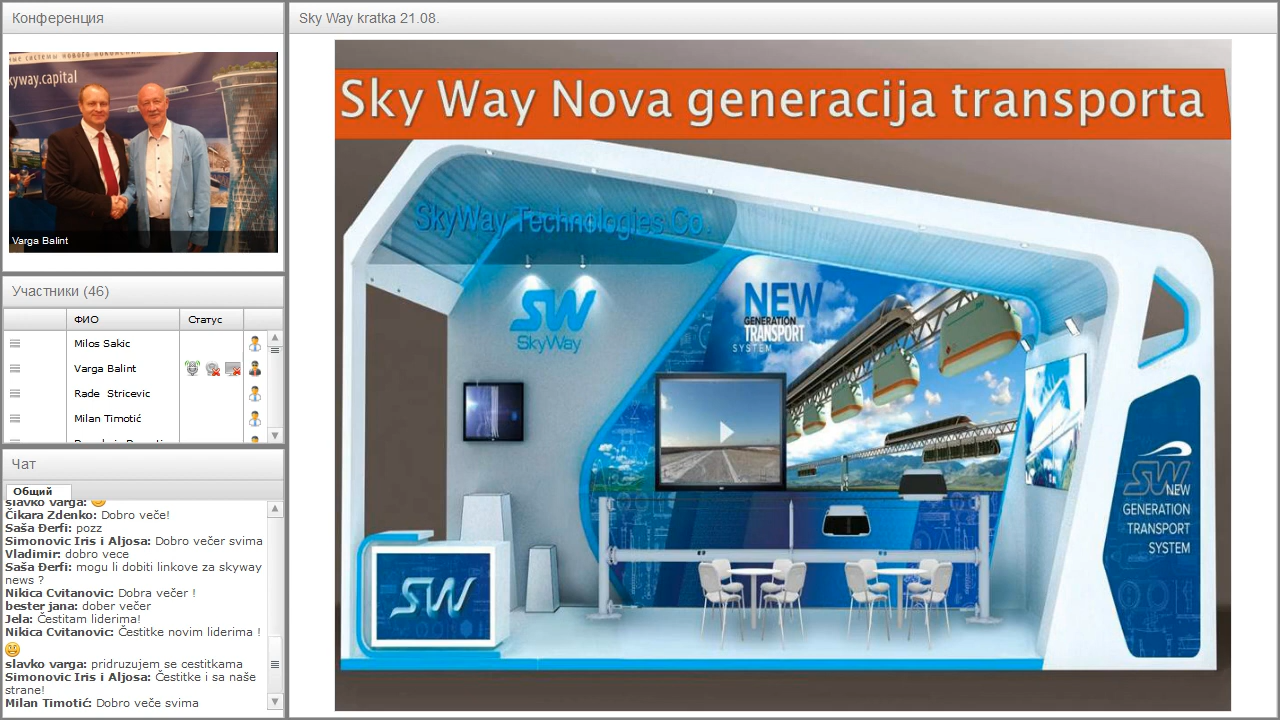 Конференция
skyway.capital
Varga Balint
Участники (46)
ФИО
Статус
JS Sakic
Varga Balint
Rade Stricevic
Milan Timotić
Чат
Общий
slavko varga:
Čikara Zdenko: Dobro veče!
Saša Đerfi: pozz
Simonovic Iris i Aljosa: Dobro večer svima
Vladimir: dobro vece
Saša Đerfi: mogu li dobiti linkove za skyway
news ?
Nikica Cvitanovic: Dobra večer !
bester jana: dober večer
Jela: Čestitam liderima!
Nikica Cvitanovic: Čestitke novim liderima !
slavko varga: pridruzujem se cestitkama
Simonovic Iris i Aljosa: Čestitke i sa naše
strane!
Milan Timotić: Dobro veče svima
Sky Way kratka 21.08.
Sky Way Nova generacija transporta
SkyWay Technologies Co.
SW
SkyWay
NEW
GENERATION
TRANSPORT
SYSTEM
SW
SW NEW
GENERATION
TRANSPORT
SYSTEM